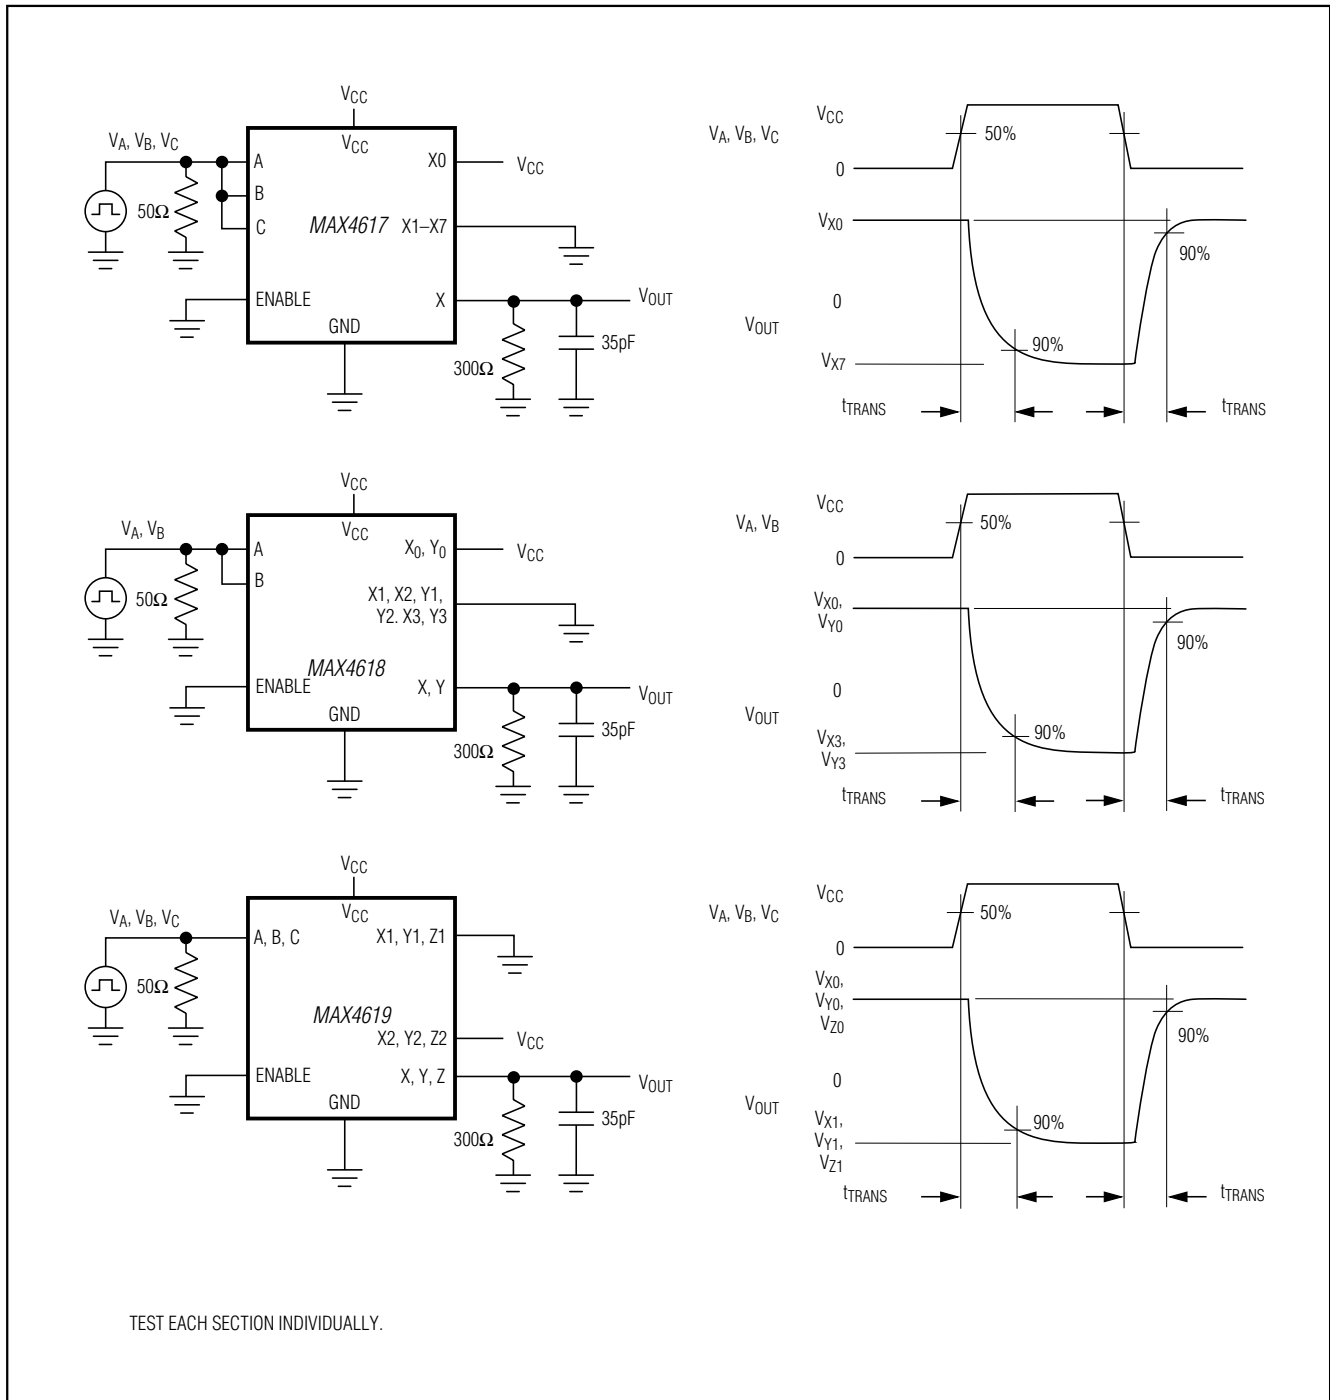 VCC
VA, VB, VC
50Ω
A
B
C
ENABLE
VCC
MAX4617
GND
X0
VCC
X1–X7
X
VOUT
300Ω
35pF
VA, VB, VC
VCC
50%
0
VX0
90%
0
VOUT
90%
VX7
tTRANS
tTRANS
VCC
VA, VB
50Ω
A
B
ENABLE
VCC
MAX4618
GND
X0, Y0
VCC
X1, X2, Y1,
Y2. X3, Y3
X, Y
VOUT
300Ω
35pF
VA, VB
VCC
50%
0
VX0,
VY0
90%
0
VOUT
90%
VX3,
VY3
tTRANS
tTRANS
VCC
VA, VB, VC
50Ω
A, B, C
ENABLE
VCC
MAX4619
GND
X1, Y1, Z1
X2, Y2, Z2
VCC
X, Y, Z
VOUT
300Ω
35pF
VA, VB, VC
VCC
50%
0
VX0,
VY0,
VZ0
90%
0
VOUT
90%
VX1,
VY1,
VZ1
tTRANS
tTRANS
TEST EACH SECTION INDIVIDUALLY.